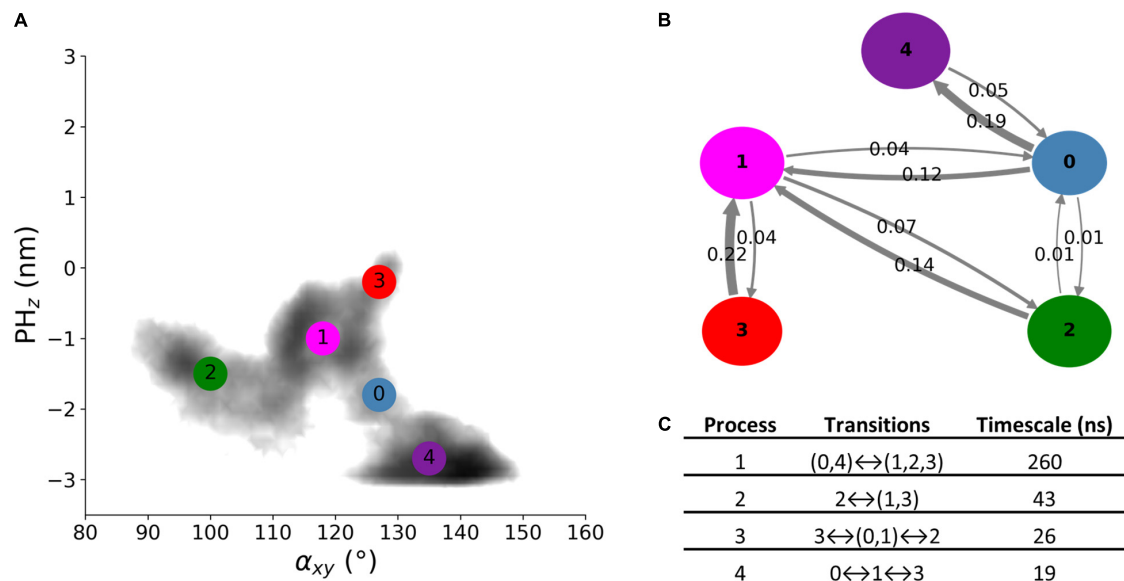 A
3
2
1
0
−1
−2
−3
PHz (nm)
80 90 100 110 120 130 140 150 160
αxy (°)
3
1
2
0
4
B
4
0.05
0.19
1
0.04
0
0.12
0.07
0.22 0.04
0.01 0.01
0.14
3
2
C
Process Transitions Timescale (ns)
1 (0,4)↔(1,2,3) 260
2 2↔(1,3) 43
3 3↔(0,1)↔2 26
4 0↔1↔3 19